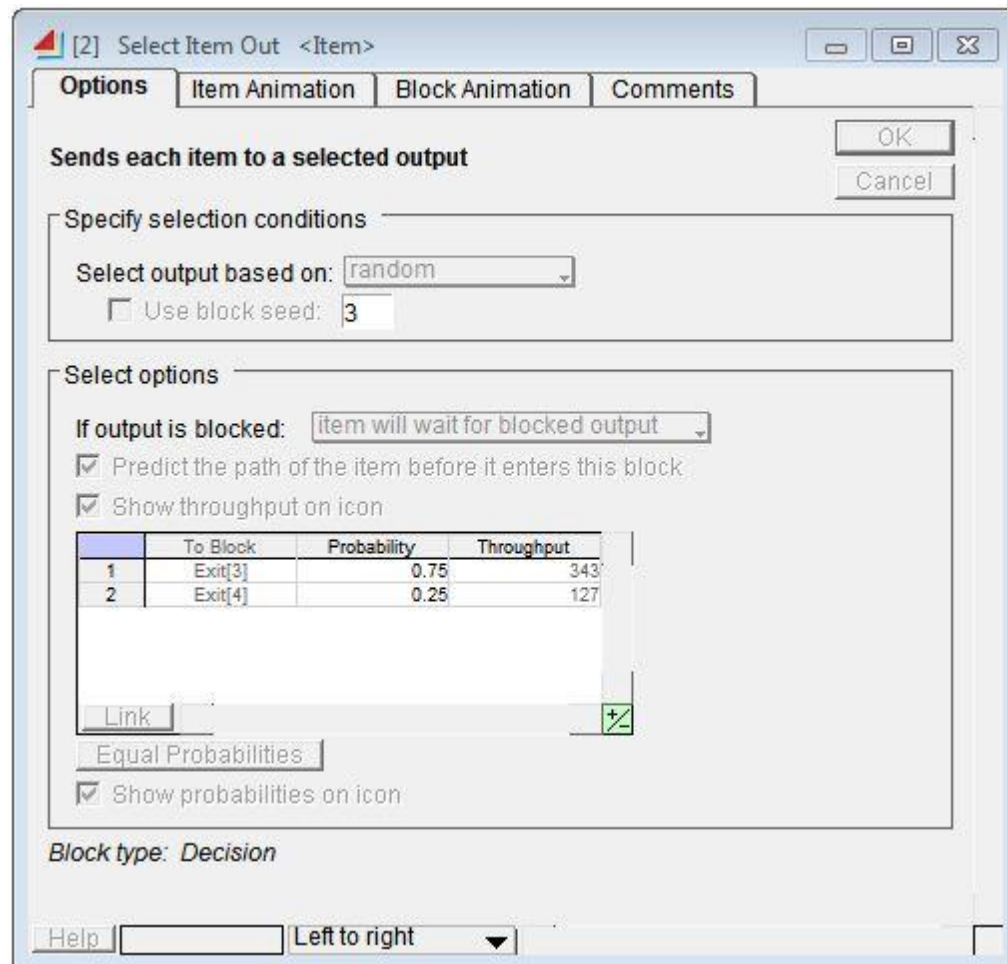 [2] Select Item Out <Item>
Options Item Animation Block Animation Comments
Sends each item to a selected output
OK
Cancel
Specify selection conditions
Select output based on: random
Use block seed: 3
Select options
If output is blocked: item will wait for blocked output
Predict the path of the item before it enters this block
Show throughput on icon
To Block Probability Throughput
1 Exit[3] 0.75 343
2 Exit[4] 0.25 127
Link +/-
Equal Probabilities
Show probabilities on icon
Block type: Decision
Help Left to right